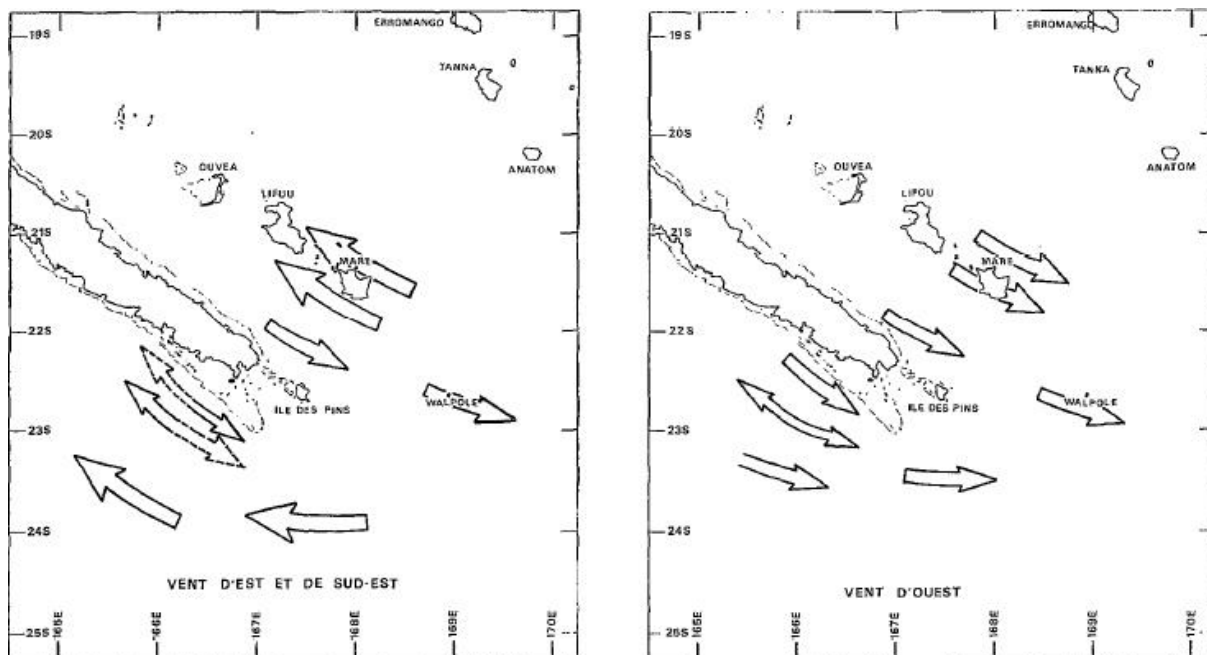 ERROMANGO
19S
TANNA
20S
ANATOM
OUVEA
LIFOU
21S
MARE
22S
ILE DES PINS
WALPOLE
23S
24S
VENT D'EST ET DE SUD-EST
25S
165E
166E
167E
168E
169E
170E
ERROMANGO
19S
TANNA
20S
ANATOM
OUVEA
LIFOU
21S
MARE
22S
ILE DES PINS
WALPOLE
23S
24S
VENT D'OUEST
25S
165E
166E
167E
168E
169E
170E